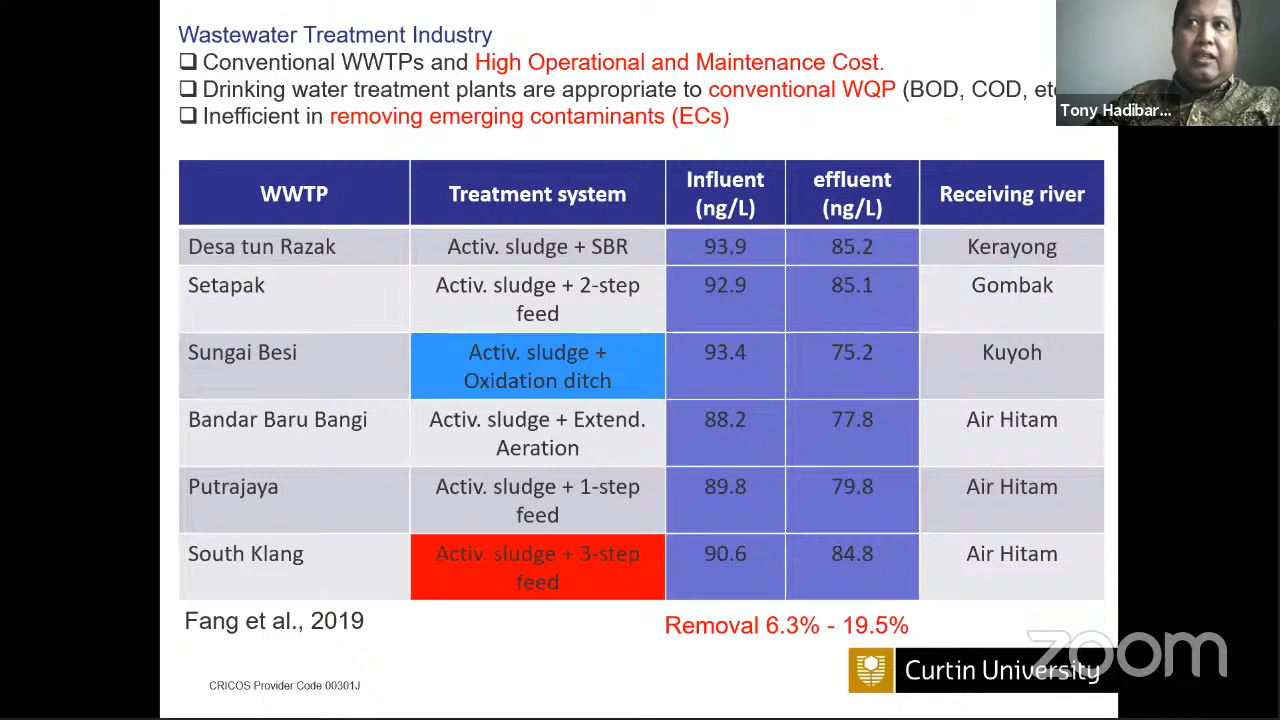 Wastewater Treatment Industry
Conventional WWTPs and High Operational and Maintenance Cost.
Drinking water treatment plants are appropriate to conventional WQP (BOD, COD, etc
Inefficient in removing emerging contaminants (ECs)
Tony Hadibar...
WWTP Treatment system Influent (ng/L) effluent (ng/L) Receiving river
Desa tun Razak Activ. sludge + SBR 93.9 85.2 Kerayong
Setapak Activ. sludge + 2-step feed 92.9 85.1 Gombak
Sungai Besi Activ. sludge + Oxidation ditch 93.4 75.2 Kuyoh
Bandar Baru Bangi Activ. sludge + Extend. Aeration 88.2 77.8 Air Hitam
Putrajaya Activ. sludge + 1-step feed 89.8 79.8 Air Hitam
South Klang Activ. sludge + 3-step feed 90.6 84.8 Air Hitam
Fang et al., 2019
Removal 6.3% - 19.5%
zoom
Curtin University
CRICOS Provider Code 00301J